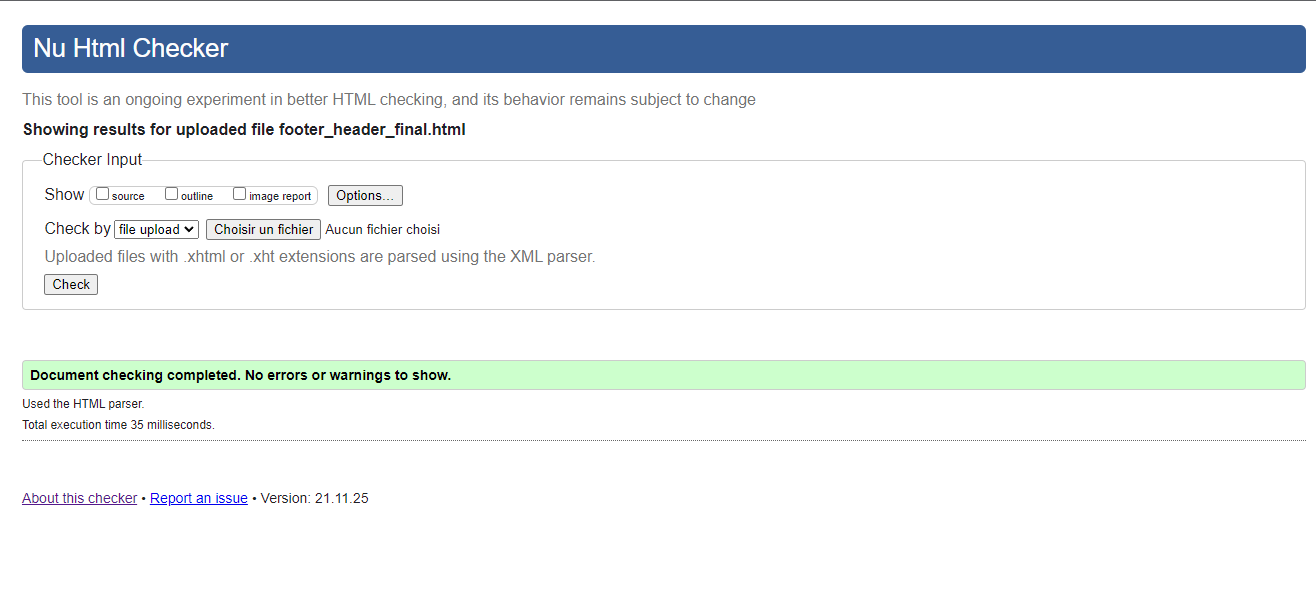 Nu Html Checker
This tool is an ongoing experiment in better HTML checking, and its behavior remains subject to change
Showing results for uploaded file footer_header_final.html
Checker Input
Show source outline image report Options...
Check by file upload Choisir un fichier Aucun fichier choisi
Uploaded files with .xhtml or .xht extensions are parsed using the XML parser.
Check
Document checking completed. No errors or warnings to show.
Used the HTML parser.
Total execution time 35 milliseconds.
About this checker • Report an issue • Version: 21.11.25